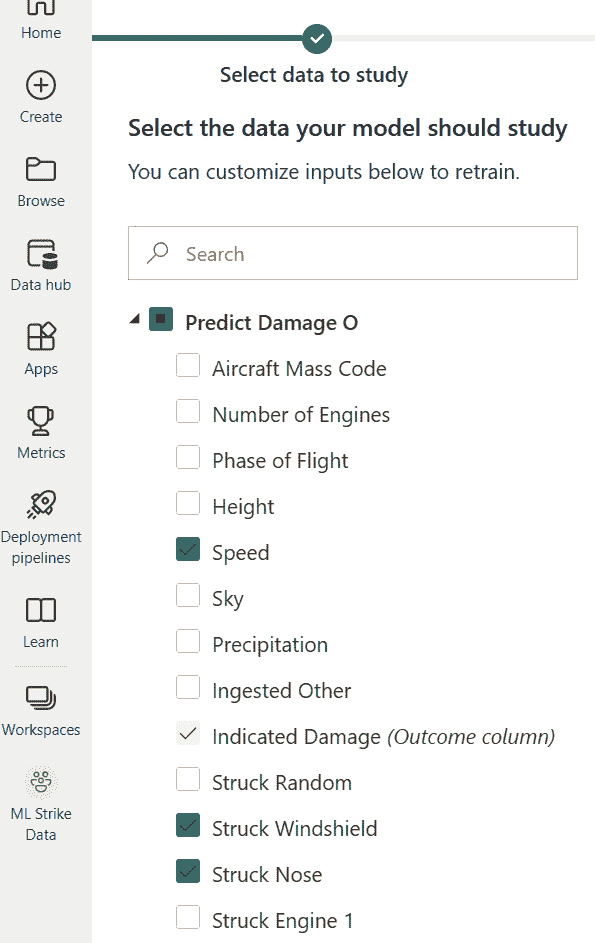 Home
Create
Browse
Data hub
Apps
Metrics
Deployment
pipelines
Learn
Workspaces
ML Strike
Data
Select data to study
Select the data your model should study
You can customize inputs below to retrain.
Search
Predict Damage O
Aircraft Mass Code
Number of Engines
Phase of Flight
Height
Speed
Sky
Precipitation
Ingested Other
Indicated Damage (Outcome column)
Struck Random
Struck Windshield
Struck Nose
Struck Engine 1